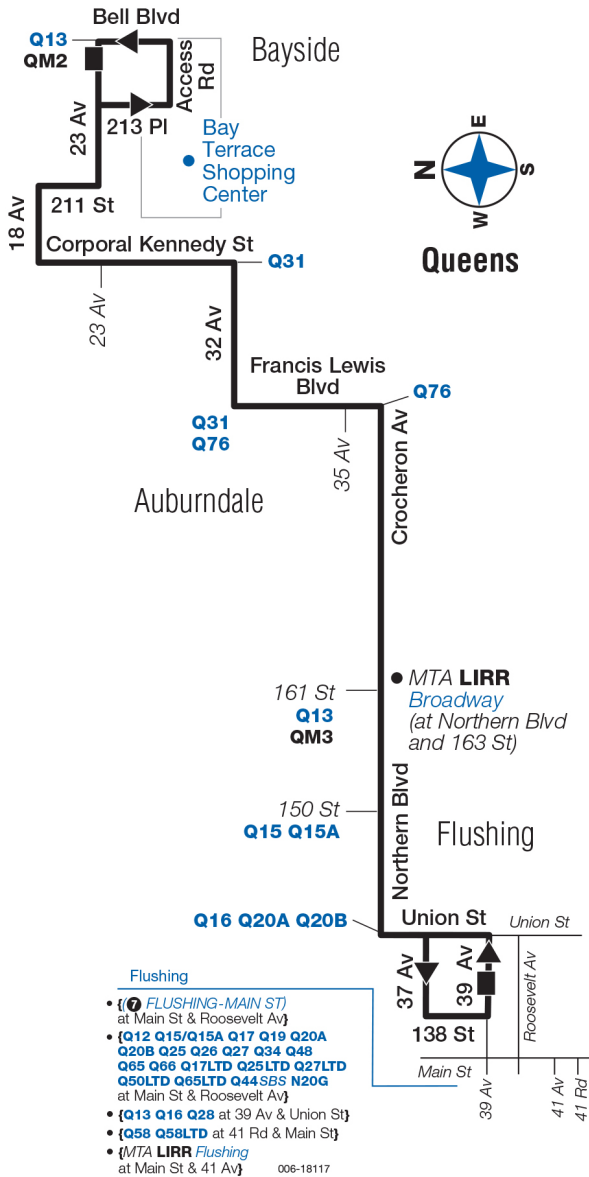 Bell Blvd
Q13
QM2
Bayside
Access
Rd
23 Av
213 Pl
Bay
Terrace
Shopping
Center
E
N
S
W
Queens
211 St
18 Av
Corporal Kennedy St
Q31
23 Av
32 Av
Francis Lewis
Blvd
Q76
Q31
Q76
35 Av
Crocheron Av
Auburndale
161 St
Q13
QM3
MTA LIRR
Broadway
(at Northern Blvd
and 163 St)
150 St
Q15 Q15A
Northern Blvd
Flushing
Q16 Q20A Q20B
Union St
Union St
37 Av
39 Av
Roosevelt Av
138 St
Main St
39 Av
41 Av
41 Rd
Flushing
• {(7 FLUSHING-MAIN ST)
at Main St & Roosevelt Av}
• {Q12 Q15/Q15A Q17 Q19 Q20A
Q20B Q25 Q26 Q27 Q34 Q48
Q65 Q66 Q17LTD Q25LTD Q27LTD
Q50LTD Q65LTD Q44SBS N20G
at Main St & Roosevelt Av}
• {Q13 Q16 Q28 at 39 Av & Union St}
• {Q58 Q58LTD at 41 Rd & Main St}
• {MTA LIRR Flushing
at Main St & 41 Av}
006-18117